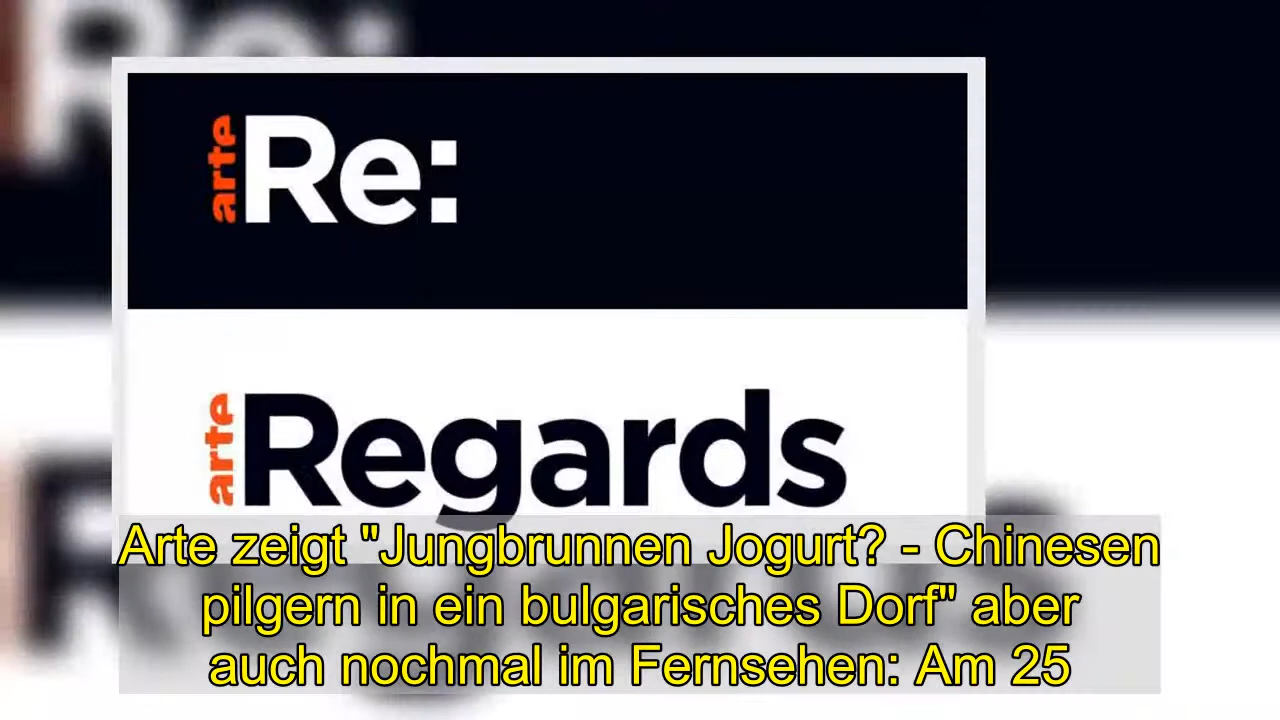 Re:
arte Re:
arte Regards
Arte zeigt "Jungbrunnen Jogurt? - Chinesen
pilgern in ein bulgarisches Dorf" aber
auch nochmal im Fernsehen: Am 25